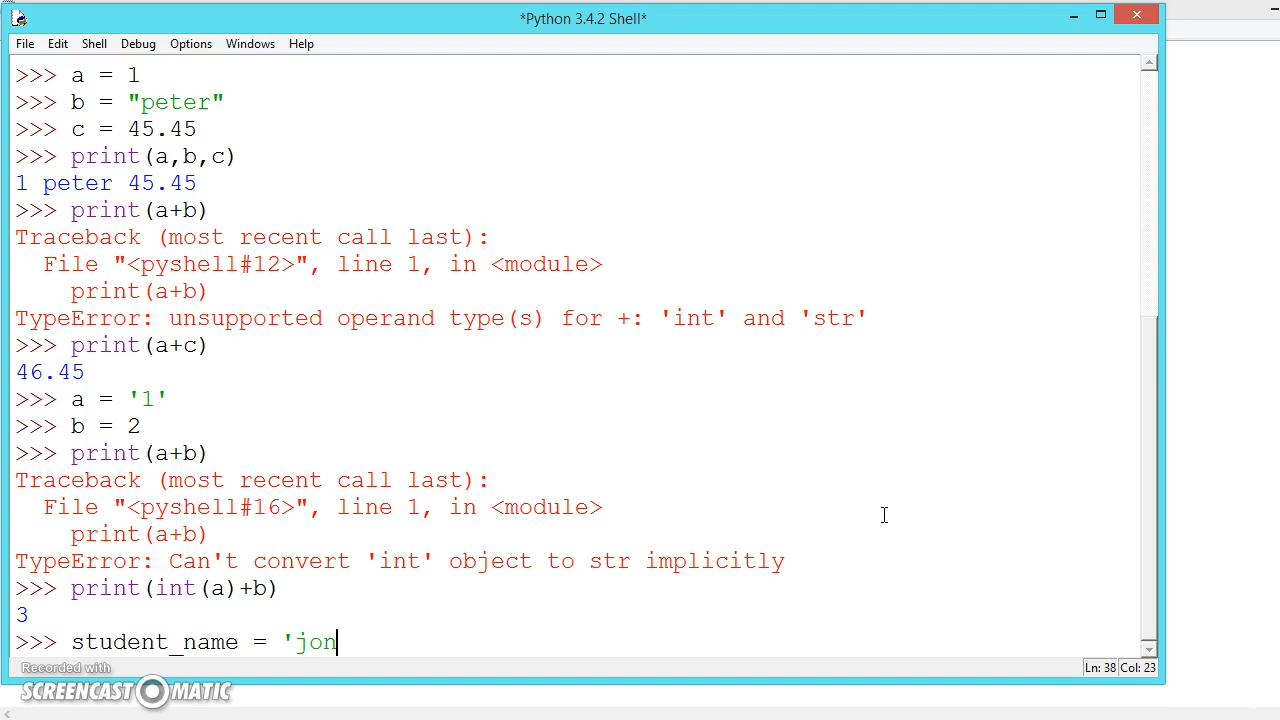 *Python 3.4.2 Shell*
File Edit Shell Debug Options Windows Help
>>> a = 1
>>> b = "peter"
>>> c = 45.45
>>> print(a,b,c)
1 peter 45.45
>>> print(a+b)
Traceback (most recent call last):
  File "<pyshell#12>", line 1, in <module>
    print(a+b)
TypeError: unsupported operand type(s) for +: 'int' and 'str'
>>> print(a+c)
46.45
>>> a = '1'
>>> b = 2
>>> print(a+b)
Traceback (most recent call last):
  File "<pyshell#16>", line 1, in <module>
    print(a+b)
TypeError: Can't convert 'int' object to str implicitly
>>> print(int(a)+b)
3
>>> student_name = 'jon
Ln: 38 Col: 23
Recorded with
SCREENCAST MATIC